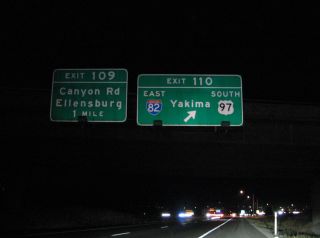 EXIT 109
Canyon Rd
Ellensburg
1 MILE
EXIT 110
EAST SOUTH
82 Yakima 97